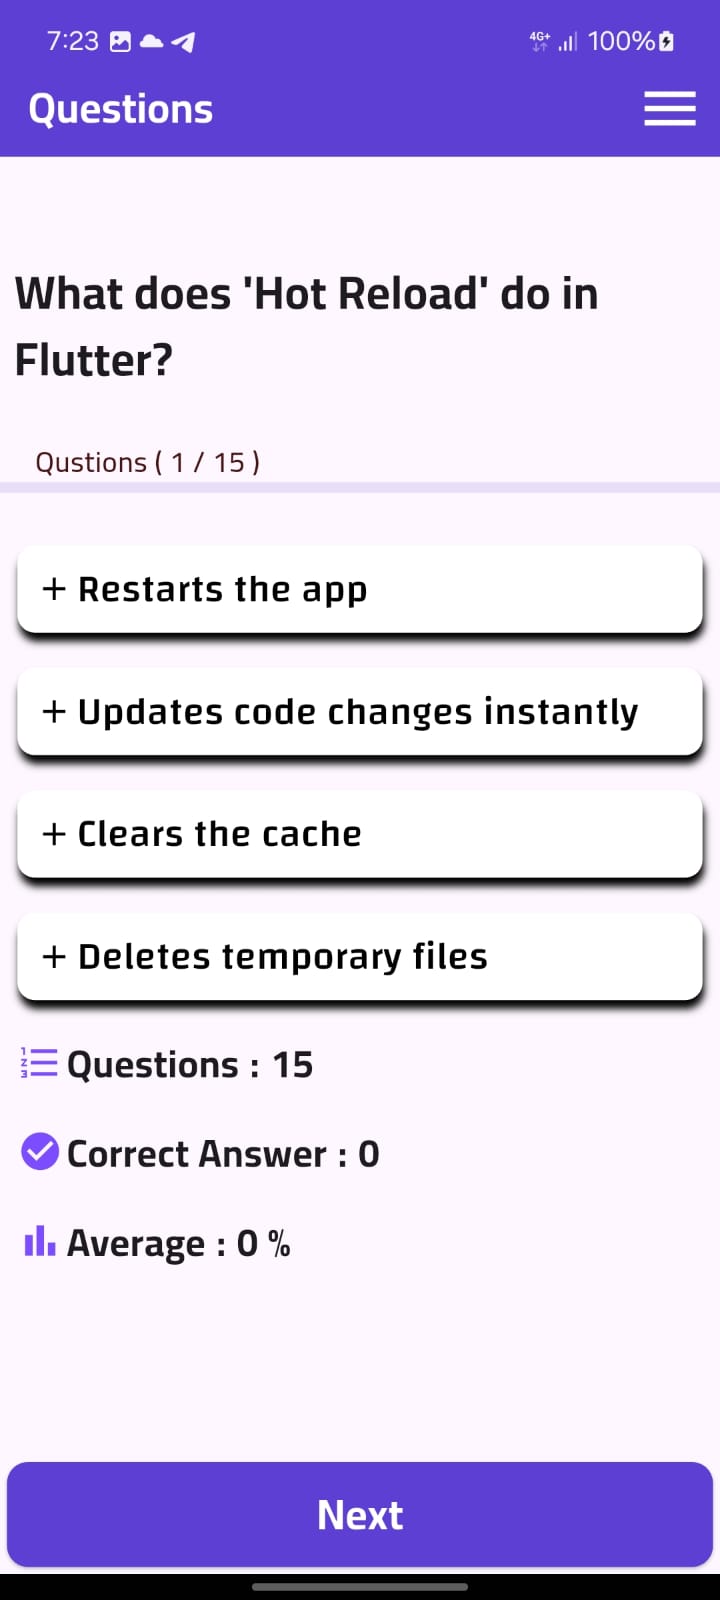 7:23 4G+ 100%
Questions
What does 'Hot Reload' do in
Flutter?
Qustions ( 1 / 15 )
+ Restarts the app
+ Updates code changes instantly
+ Clears the cache
+ Deletes temporary files
Questions : 15
Correct Answer : 0
Average : 0 %
Next